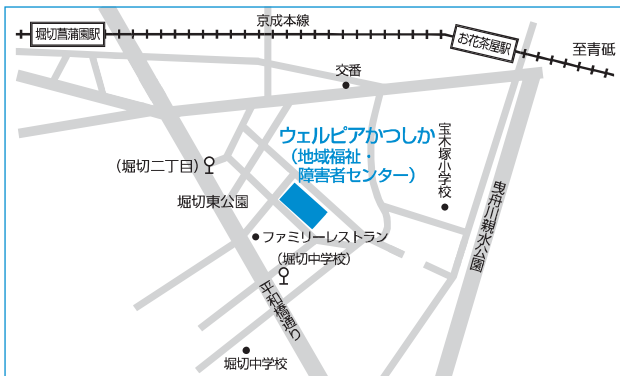 京成本線
堀切菖蒲園駅
お花茶屋駅
至青砥
交番
ウェルピアかつしか
(地域福祉・
障害者センター)
宝木塚小学校
(堀切二丁目)
堀切東公園
曳舟川親水公園
ファミリーレストラン
(堀切中学校)
平和橋通り
堀切中学校